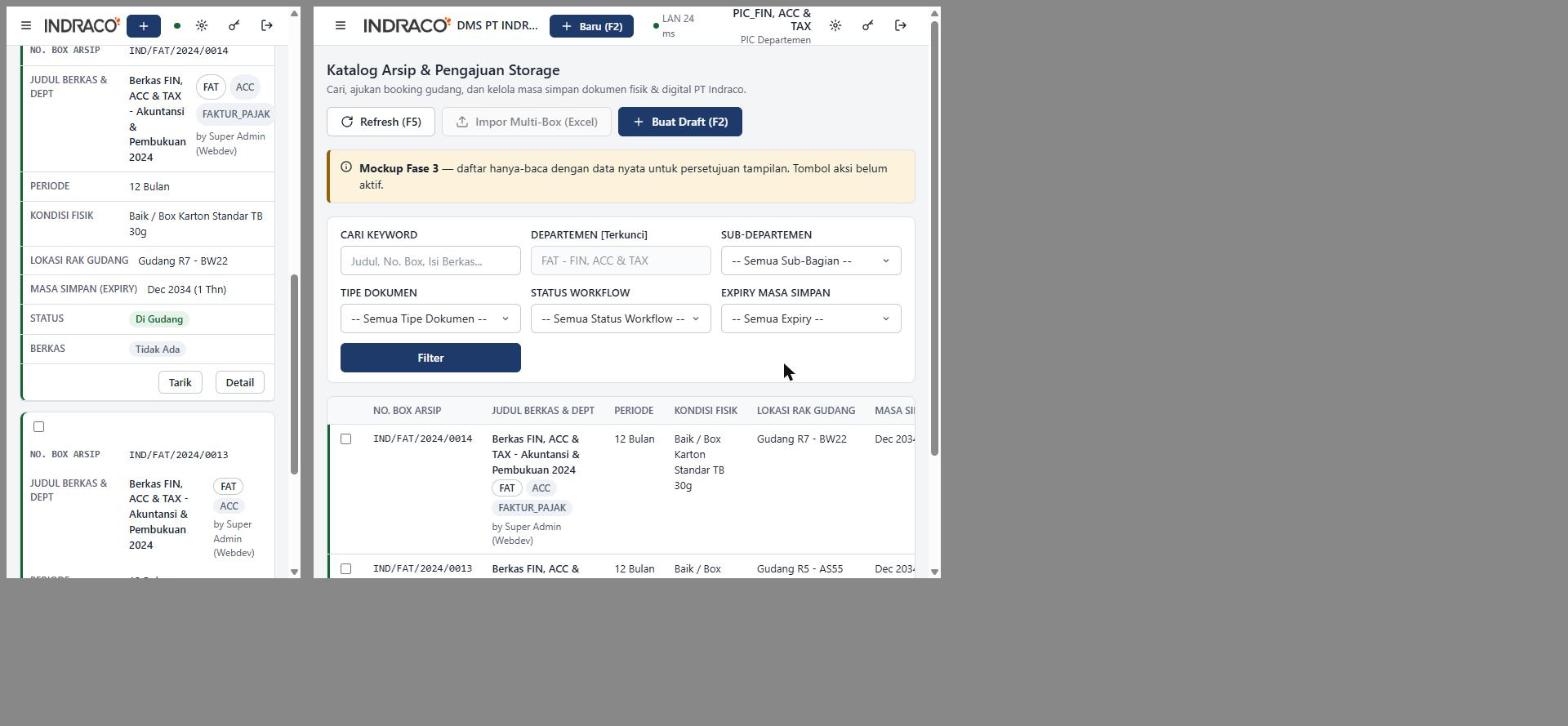 INDRACO
NO. BOX ARSIP IND/FAT/2024/0014
JUDUL BERKAS & DEPT
Berkas FIN, ACC & TAX - Akuntansi & Pembukuan 2024
FAT ACC
FAKTUR_PAJAK
by Super Admin (Webdev)
PERIODE 12 Bulan
KONDISI FISIK Baik / Box Karton Standar TB 30g
LOKASI RAK GUDANG Gudang R7 - BW22
MASA SIMPAN (EXPIRY) Dec 2034 (1 Thn)
STATUS Di Gudang
BERKAS Tidak Ada
Tarik Detail
NO. BOX ARSIP IND/FAT/2024/0013
JUDUL BERKAS & DEPT
Berkas FIN, ACC & TAX - Akuntansi & Pembukuan 2024
FAT
ACC
by Super Admin (Webdev)
INDRACO DMS PT INDR... + Baru (F2) LAN 24 ms
PIC_FIN, ACC & TAX
PIC Departemen
Katalog Arsip & Pengajuan Storage
Cari, ajukan booking gudang, dan kelola masa simpan dokumen fisik & digital PT Indraco.
Refresh (F5) Impor Multi-Box (Excel) + Buat Draft (F2)
Mockup Fase 3 — daftar hanya-baca dengan data nyata untuk persetujuan tampilan. Tombol aksi belum
aktif.
CARI KEYWORD DEPARTEMEN [Terkunci] SUB-DEPARTEMEN
Judul, No. Box, Isi Berkas... FAT - FIN, ACC & TAX -- Semua Sub-Bagian --
TIPE DOKUMEN STATUS WORKFLOW EXPIRY MASA SIMPAN
-- Semua Tipe Dokumen -- -- Semua Status Workflow -- -- Semua Expiry --
Filter
NO. BOX ARSIP JUDUL BERKAS & DEPT PERIODE KONDISI FISIK LOKASI RAK GUDANG MASA
IND/FAT/2024/0014 Berkas FIN, ACC & 12 Bulan Baik / Box Gudang R7 - BW22 Dec 2034
TAX - Akuntansi & Karton
Pembukuan 2024 Standar TB
FAT ACC 30g
FAKTUR_PAJAK
by Super Admin
(Webdev)
IND/FAT/2024/0013 Berkas FIN, ACC & 12 Bulan Baik / Box Gudang R5 - AS55 Dec 2034